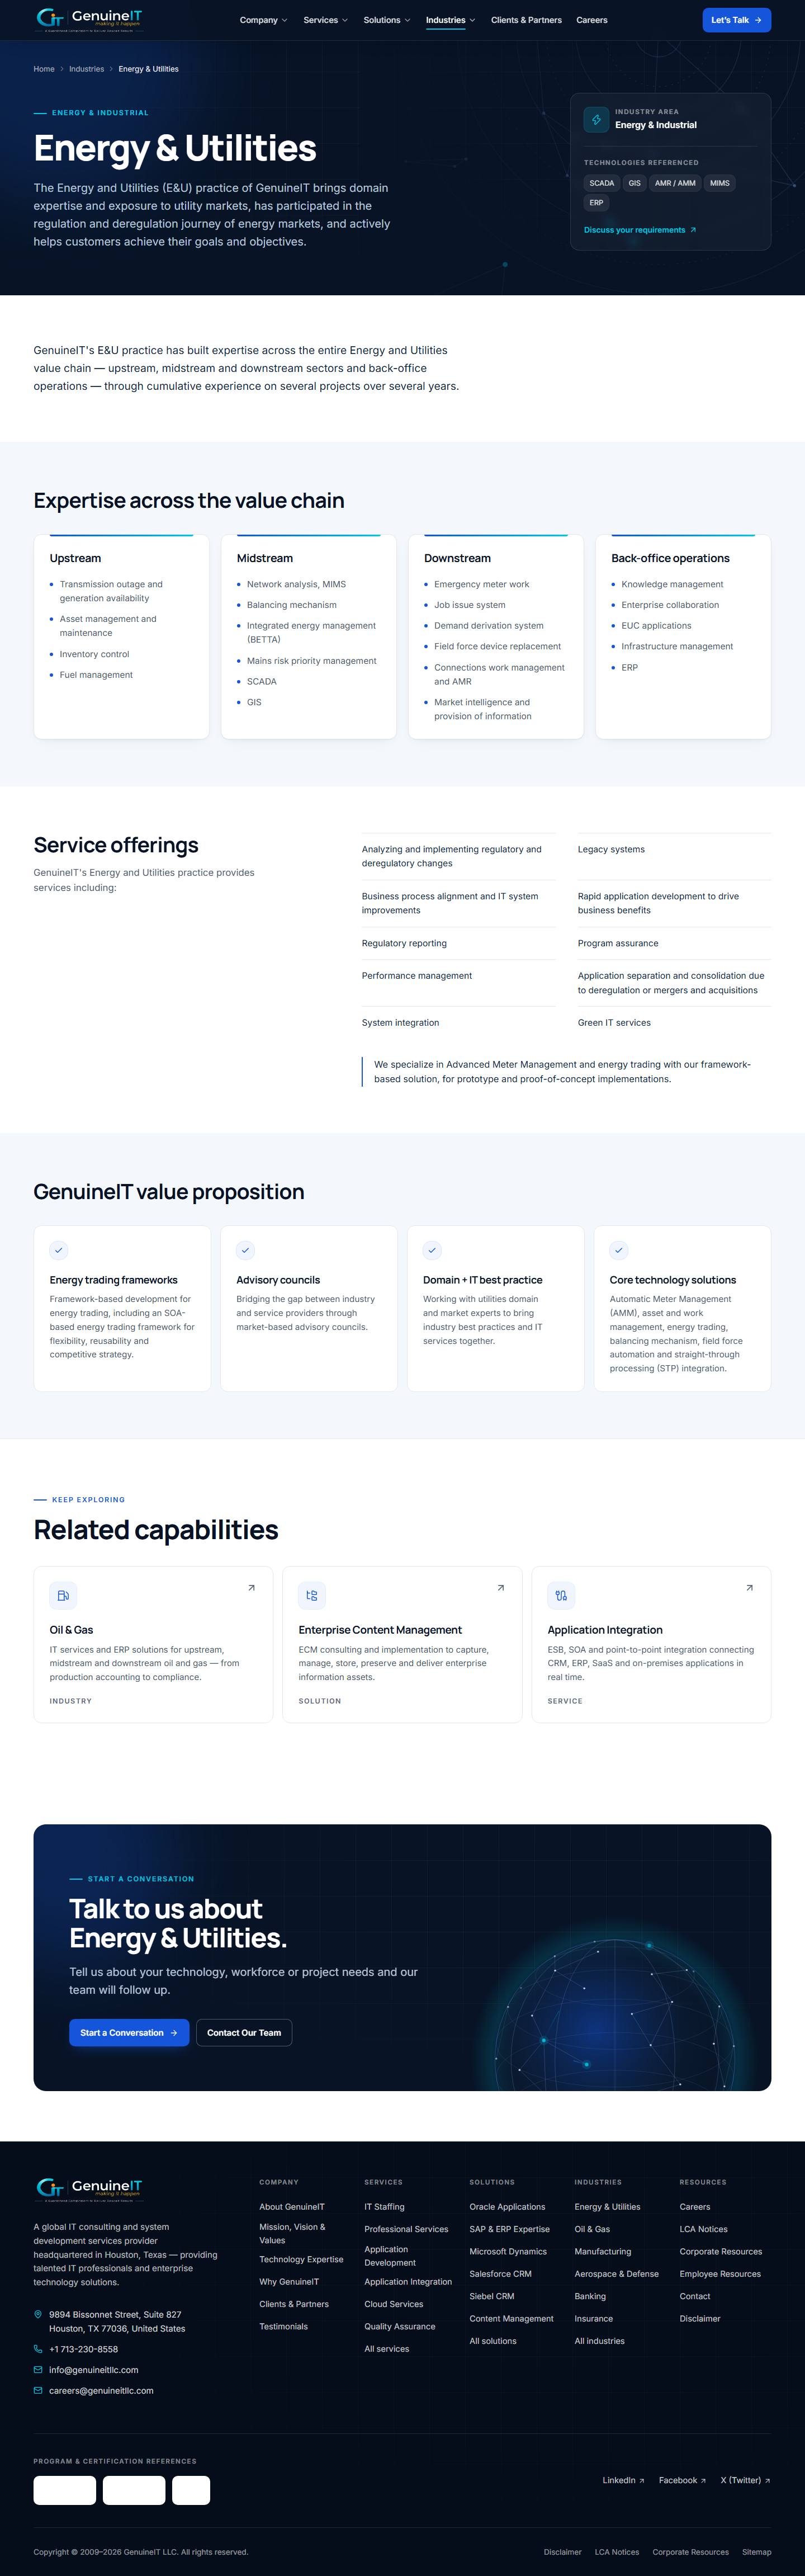 GenuineIT
making it happen
Company
Services
Solutions
Industries
Clients & Partners
Careers
Let's Talk
Home
Industries
Energy & Utilities
ENERGY & INDUSTRIAL
Energy & Utilities
The Energy and Utilities (E&U) practice of GenuineIT brings domain
expertise and exposure to utility markets, has participated in the
regulation and deregulation journey of energy markets, and actively
helps customers achieve their goals and objectives.
INDUSTRY AREA
Energy & Industrial
TECHNOLOGIES REFERENCED
SCADA
GIS
AMR / AMM
MIMS
ERP
Discuss your requirements
GenuineIT's E&U practice has built expertise across the entire Energy and Utilities
value chain — upstream, midstream and downstream sectors and back-office
operations — through cumulative experience on several projects over several years.
Expertise across the value chain
Upstream
Transmission outage and
generation availability
Asset management and
maintenance
Inventory control
Fuel management
Midstream
Network analysis, MIMS
Balancing mechanism
Integrated energy management
(BETTA)
Mains risk priority management
SCADA
GIS
Downstream
Emergency meter work
Job issue system
Demand derivation system
Field force device replacement
Connections work management
and AMR
Market intelligence and
provision of information
Back-office operations
Knowledge management
Enterprise collaboration
EUC applications
Infrastructure management
ERP
Service offerings
GenuineIT's Energy and Utilities practice provides
services including:
Analyzing and implementing regulatory and
deregulatory changes
Legacy systems
Business process alignment and IT system
improvements
Rapid application development to drive
business benefits
Regulatory reporting
Program assurance
Performance management
Application separation and consolidation due
to deregulation or mergers and acquisitions
System integration
Green IT services
We specialize in Advanced Meter Management and energy trading with our framework-
based solution, for prototype and proof-of-concept implementations.
GenuineIT value proposition
Energy trading frameworks
Framework-based development for
energy trading, including an SOA-
based energy trading framework for
flexibility, reusability and
competitive strategy.
Advisory councils
Bridging the gap between industry
and service providers through
market-based advisory councils.
Domain + IT best practice
Working with utilities domain
and market experts to bring
industry best practices and IT
services together.
Core technology solutions
Automatic Meter Management
(AMM), asset and work
management, energy trading,
balancing mechanism, field force
automation and straight-through
processing (STP) integration.
KEEP EXPLORING
Related capabilities
Oil & Gas
IT services and ERP solutions for upstream,
midstream and downstream oil and gas — from
production accounting to compliance.
INDUSTRY
Enterprise Content Management
ECM consulting and implementation to capture,
manage, store, preserve and deliver enterprise
information assets.
SOLUTION
Application Integration
ESB, SOA and point-to-point integration connecting
CRM, ERP, SaaS and on-premises applications in
real time.
SERVICE
START A CONVERSATION
Talk to us about
Energy & Utilities.
Tell us about your technology, workforce or project needs and our
team will follow up.
Start a Conversation
Contact Our Team
GenuineIT
making it happen
A global IT consulting and system
development services provider
headquartered in Houston, Texas — providing
talented IT professionals and enterprise
technology solutions.
9894 Bissonnet Street, Suite 827
Houston, TX 77036, United States
+1 713-230-8558
info@genuineitllc.com
careers@genuineitllc.com
COMPANY
About GenuineIT
Mission, Vision &
Values
Technology Expertise
Why GenuineIT
Clients & Partners
Testimonials
SERVICES
IT Staffing
Professional Services
Application
Development
Application Integration
Cloud Services
Quality Assurance
All services
SOLUTIONS
Oracle Applications
SAP & ERP Expertise
Microsoft Dynamics
Salesforce CRM
Siebel CRM
Content Management
All solutions
INDUSTRIES
Energy & Utilities
Oil & Gas
Manufacturing
Aerospace & Defense
Banking
Insurance
All industries
RESOURCES
Careers
LCA Notices
Corporate Resources
Employee Resources
Contact
Disclaimer
PROGRAM & CERTIFICATION REFERENCES
LinkedIn
Facebook
X (Twitter)
Copyright © 2009–2026 GenuineIT LLC. All rights reserved.
Disclaimer
LCA Notices
Corporate Resources
Sitemap